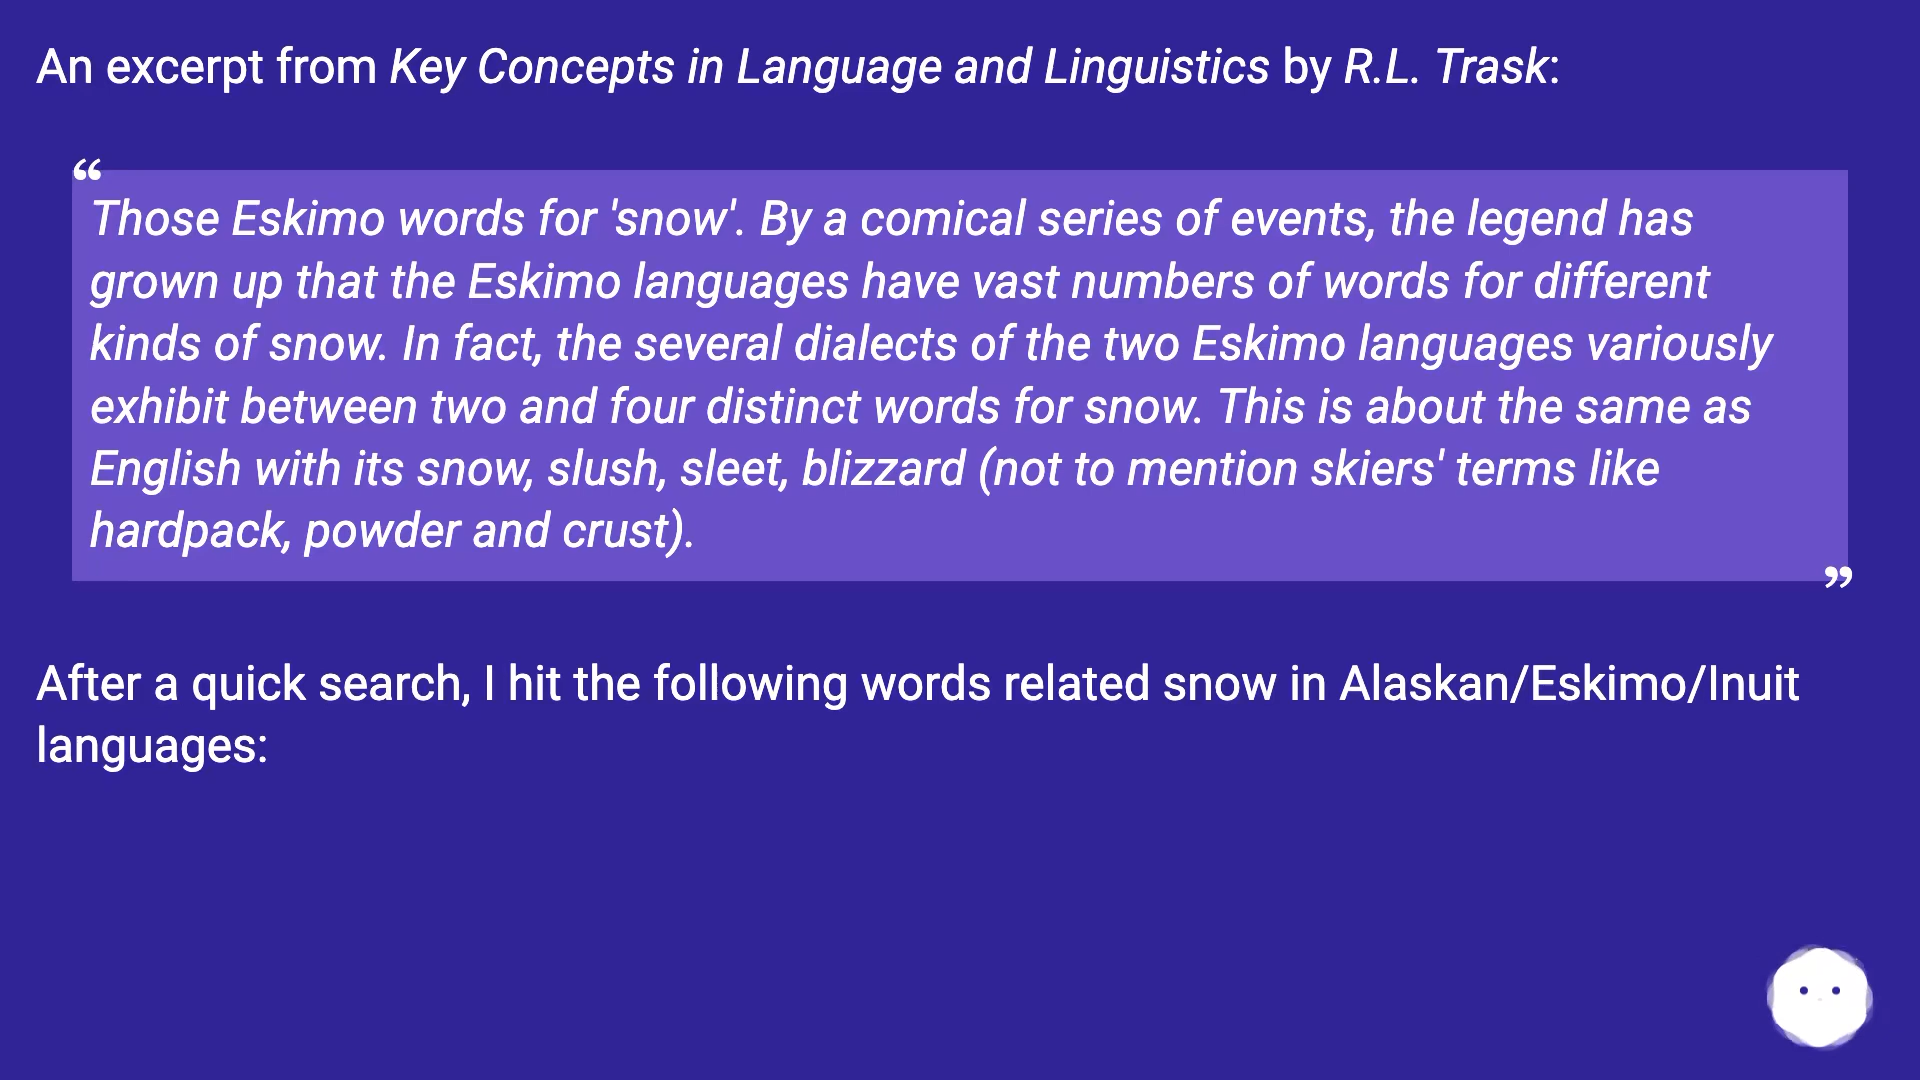 An excerpt from Key Concepts in Language and Linguistics by R.L. Trask:
“
Those Eskimo words for 'snow'. By a comical series of events, the legend has
grown up that the Eskimo languages have vast numbers of words for different
kinds of snow. In fact, the several dialects of the two Eskimo languages variously
exhibit between two and four distinct words for snow. This is about the same as
English with its snow, slush, sleet, blizzard (not to mention skiers' terms like
hardpack, powder and crust).
”
After a quick search, I hit the following words related snow in Alaskan/Eskimo/Inuit
languages: